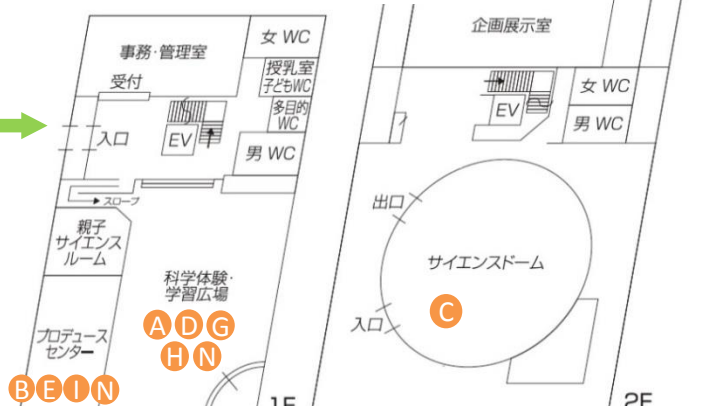 事務・管理室
受付
女 WC
授乳室
子どもWC
多目的
WC
男 WC
入口
EV
スロープ
親子
サイエンス
ルーム
科学体験・
学習広場
A D G
H N
プロデュース
センター
B E I N
1F
企画展示室
EV
女 WC
男 WC
出口
サイエンスドーム
C
入口
2F